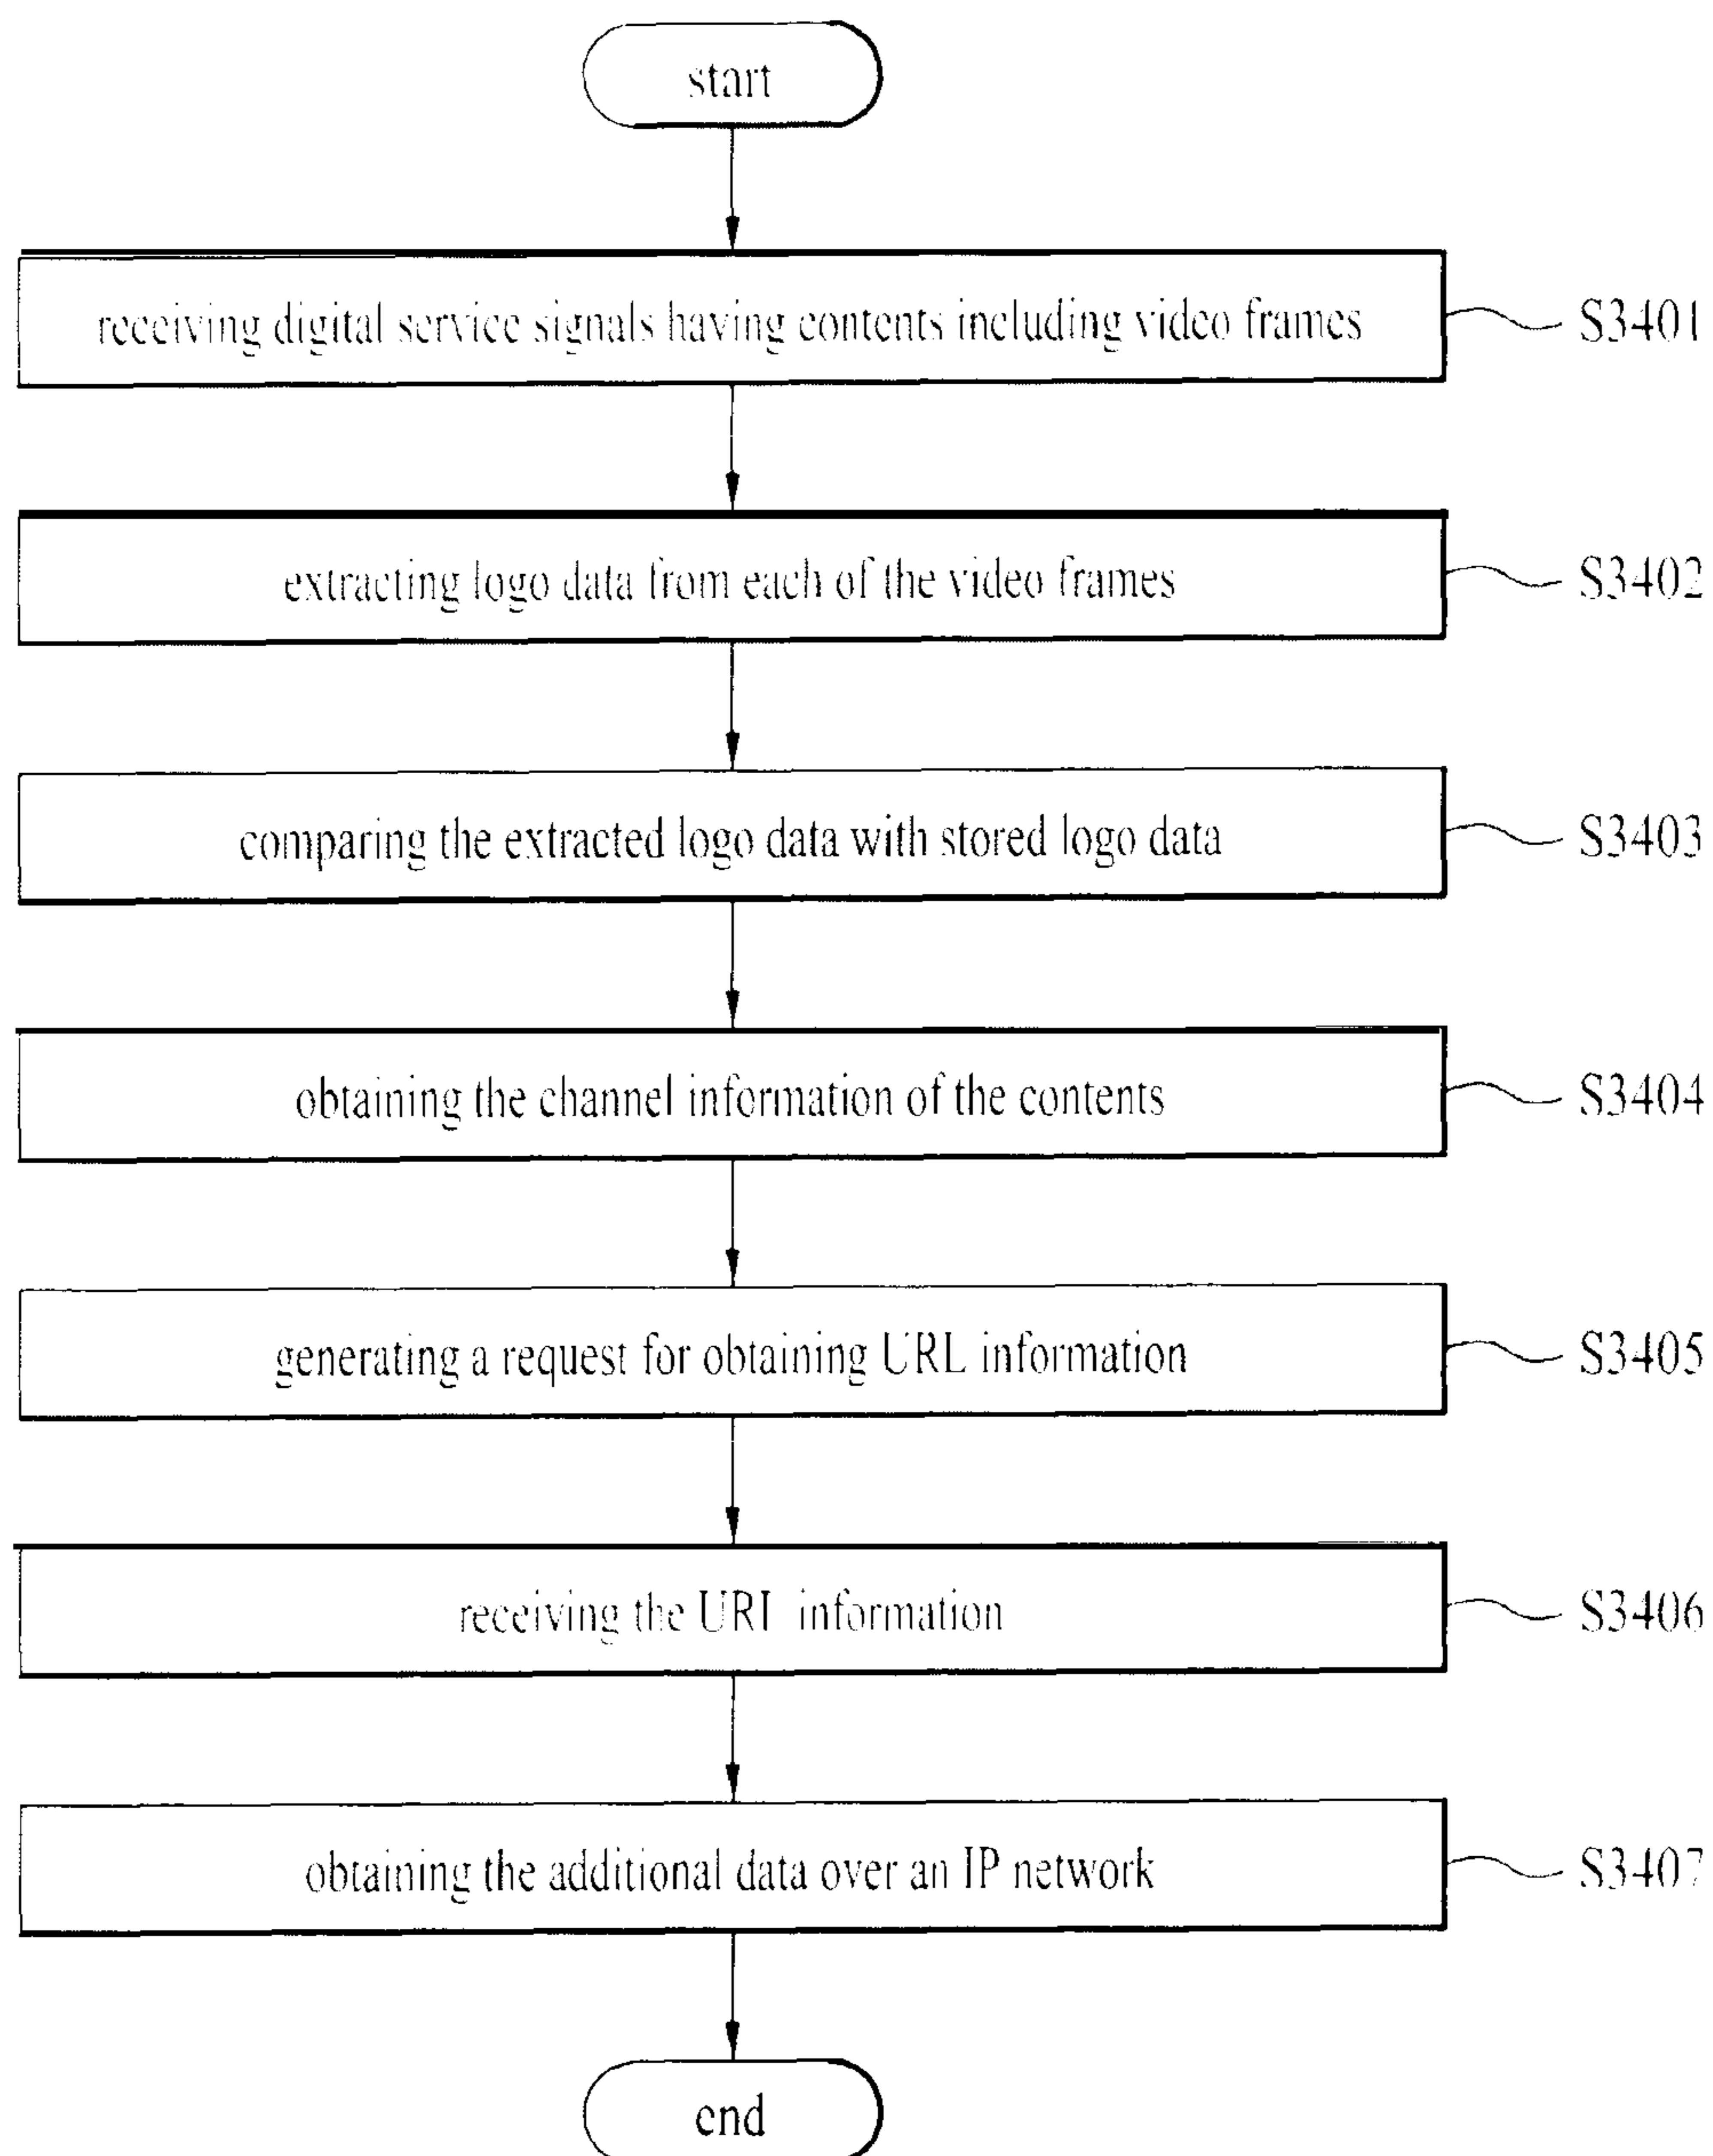 start
receiving digital service signals having contents including video frames
S3401
extracting logo data from each of the video frames
S3402
comparing the extracted logo data with stored logo data
S3403
obtaining the channel information of the contents
S3404
generating a request for obtaining URL information
S3405
receiving the URL information
S3406
obtaining the additional data over an IP network
S3407
end